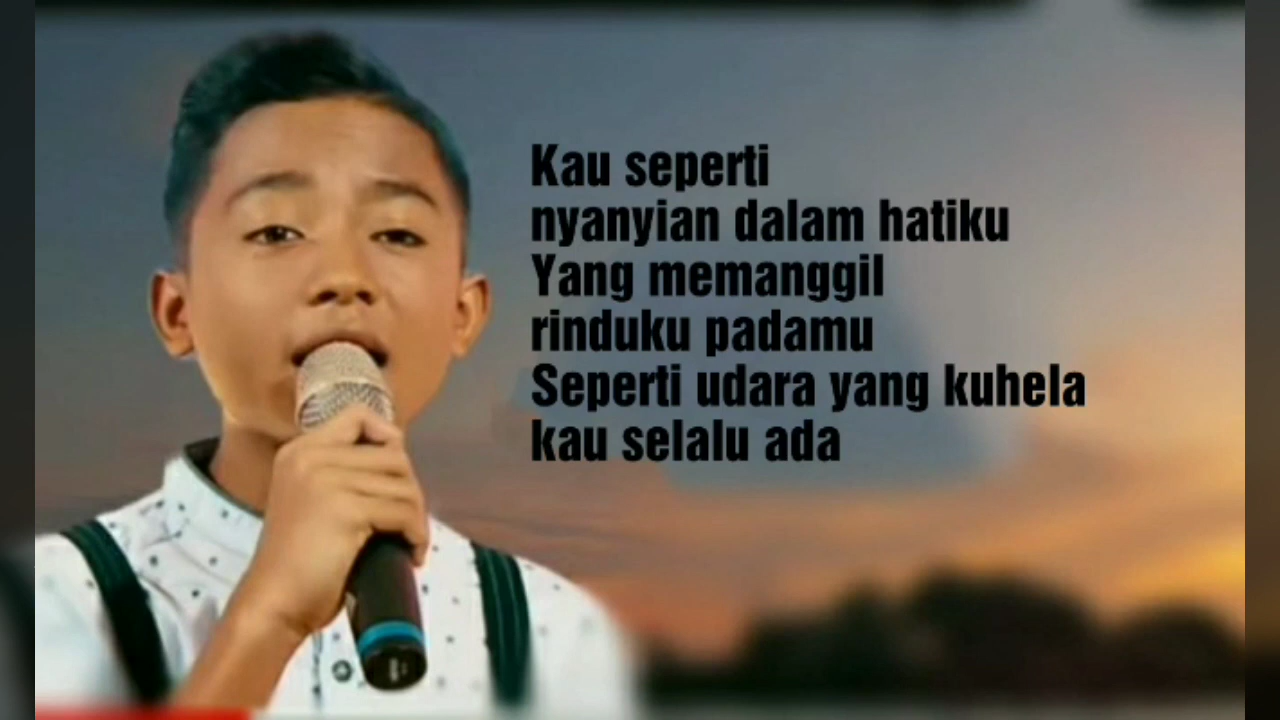 Kau seperti
nyanyian dalam hatiku
Yang memanggil
rinduku padamu
Seperti udara yang kuhela
kau selalu ada